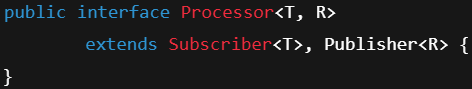 public interface Processor<T, R>
extends Subscriber<T>, Publisher<R> {
}